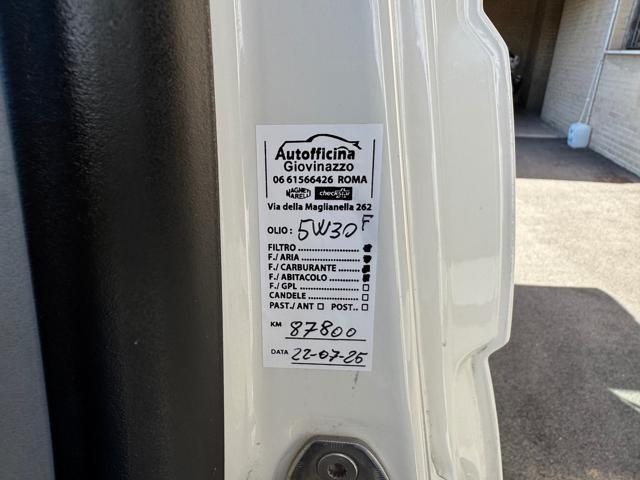 Autofficina
Giovinazzo
06 61566426 ROMA
MAGNETI MARELLI checkstar
Via della Maglianella 262
OLIO: 5W30 F
FILTRO
F./ ARIA
F./ CARBURANTE
F./ ABITACOLO
F./ GPL
CANDELE
PAST./ ANT POST..
KM 87800
DATA 22-07-25